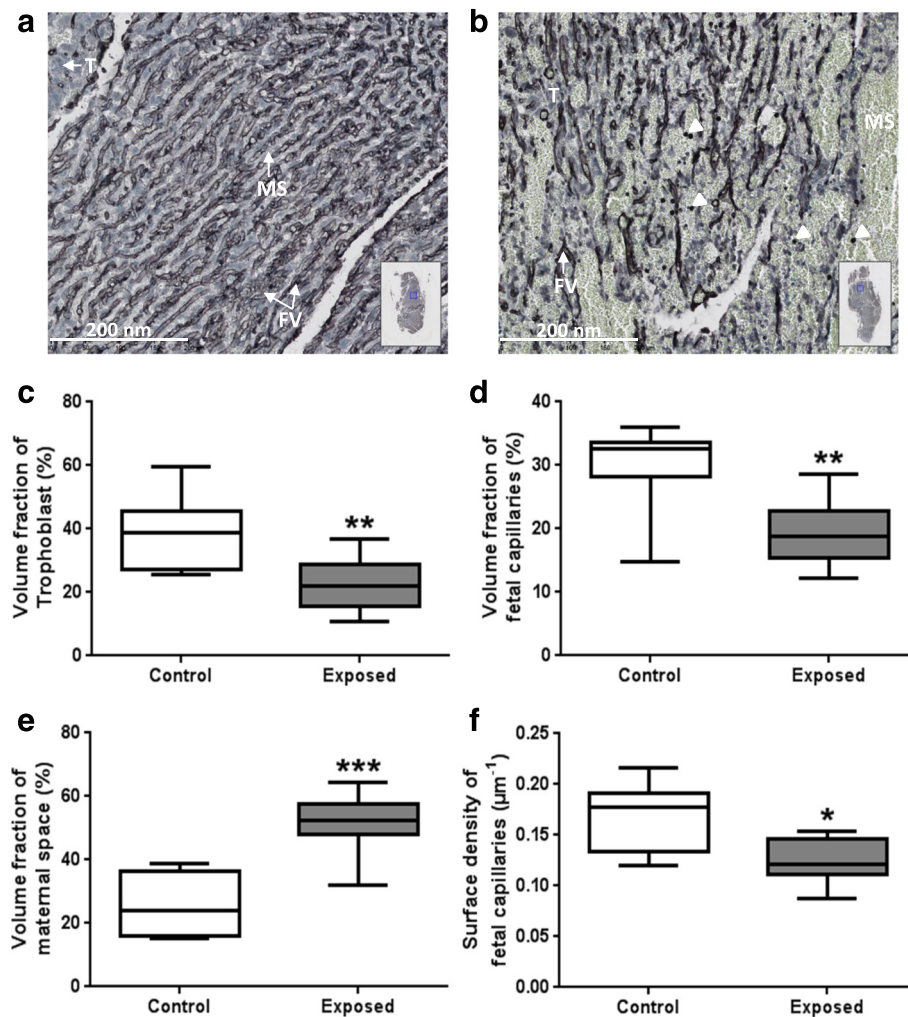 a
b
T
MS
FV
200 nm
T
MS
FV
200 nm
c
Volume fraction of
Trophoblast (%)
80
60
40
20
0
**
Control
Exposed
d
Volume fraction of
fetal capillaries (%)
40
30
20
10
0
**
Control
Exposed
e
Volume fraction of
maternal space (%)
80
60
40
20
0
***
Control
Exposed
f
Surface density of
fetal capillaries (µm⁻¹)
0.25
0.20
0.15
0.10
0.05
0.00
*
Control
Exposed